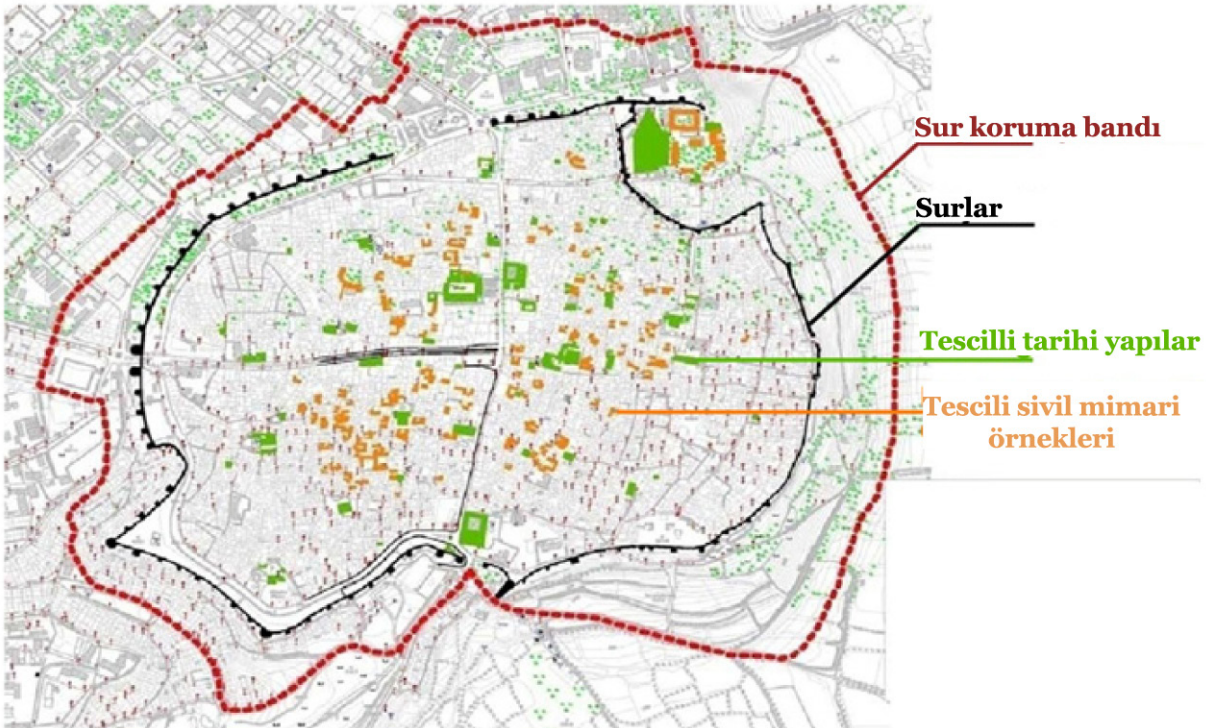 Sur koruma bandı
Surlar
Tescilli tarihi yapılar
Tescili sivil mimari
örnekleri